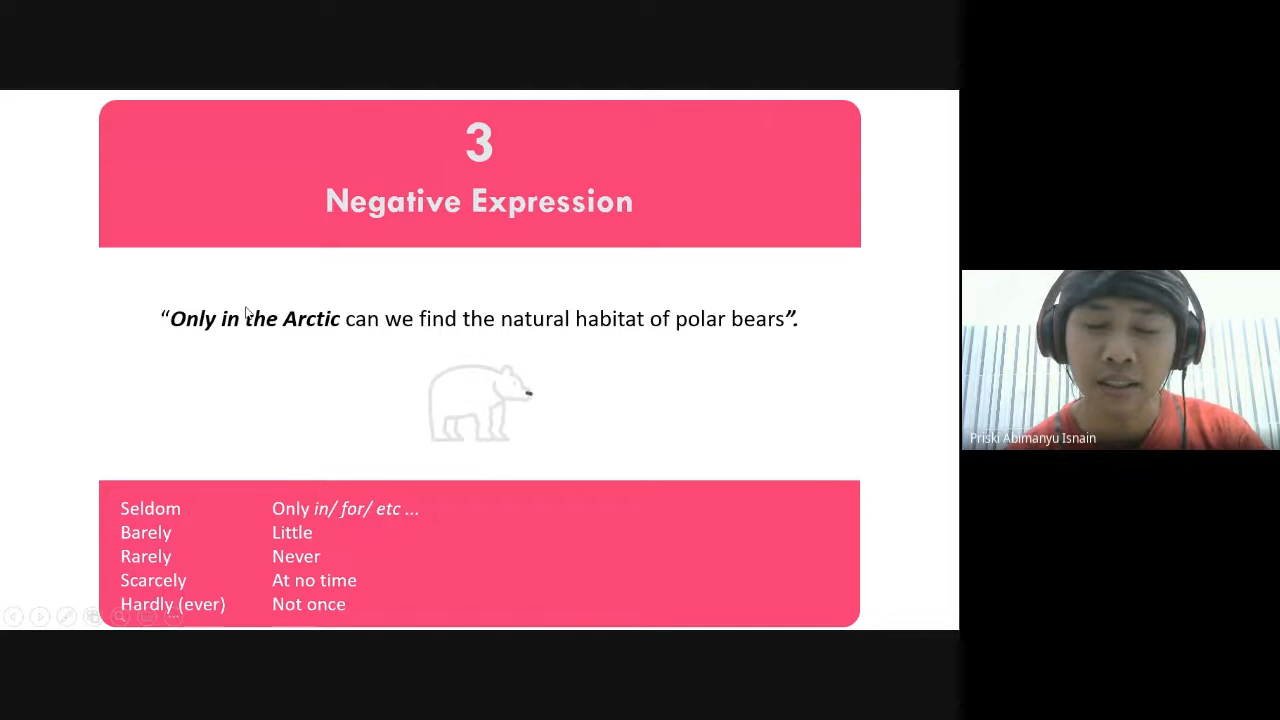 3
Negative Expression
“Only in the Arctic can we find the natural habitat of polar bears”.
Seldom Only in/ for/ etc ...
Barely Little
Rarely Never
Scarcely At no time
Hardly (ever) Not once
Priski Abimanyu Isnain